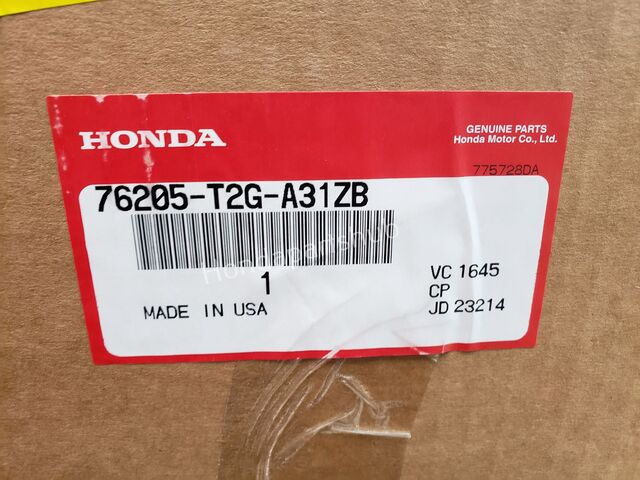 HONDA
GENUINE PARTS
Honda Motor Co., Ltd.
775728DA
76205-T2G-A31ZB
Hondapartshub
1
VC 1645
CP
MADE IN USA
JD 23214